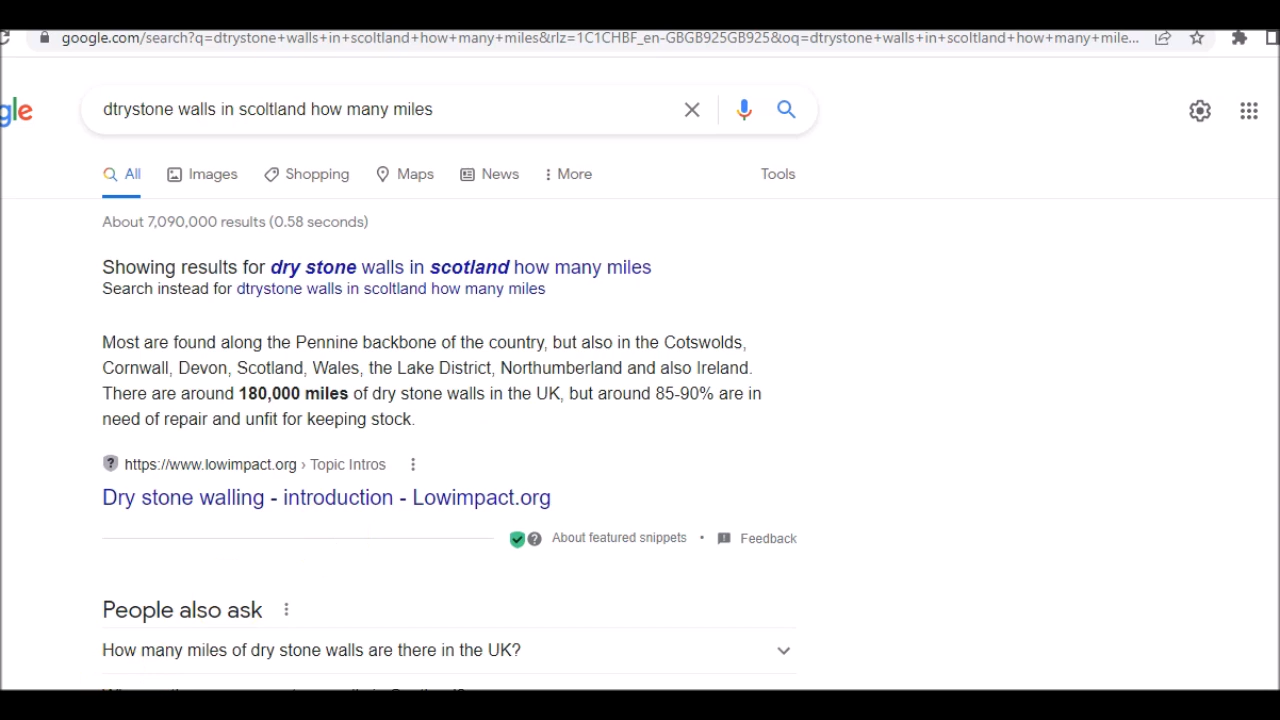 google.com/search?q=dtrystone+walls+in+scoltland+how+many+miles&rlz=1C1CHBF_en-GBGB925GB925&oq=dtrystone+walls+in+scoltland+how+many+mile...
gle
dtrystone walls in scoltland how many miles
All Images Shopping Maps News More Tools
About 7,090,000 results (0.58 seconds)
Showing results for dry stone walls in scotland how many miles
Search instead for dtrystone walls in scoltland how many miles
Most are found along the Pennine backbone of the country, but also in the Cotswolds,
Cornwall, Devon, Scotland, Wales, the Lake District, Northumberland and also Ireland.
There are around 180,000 miles of dry stone walls in the UK, but around 85-90% are in
need of repair and unfit for keeping stock.
https://www.lowimpact.org › Topic Intros
Dry stone walling - introduction - Lowimpact.org
About featured snippets • Feedback
People also ask
How many miles of dry stone walls are there in the UK?